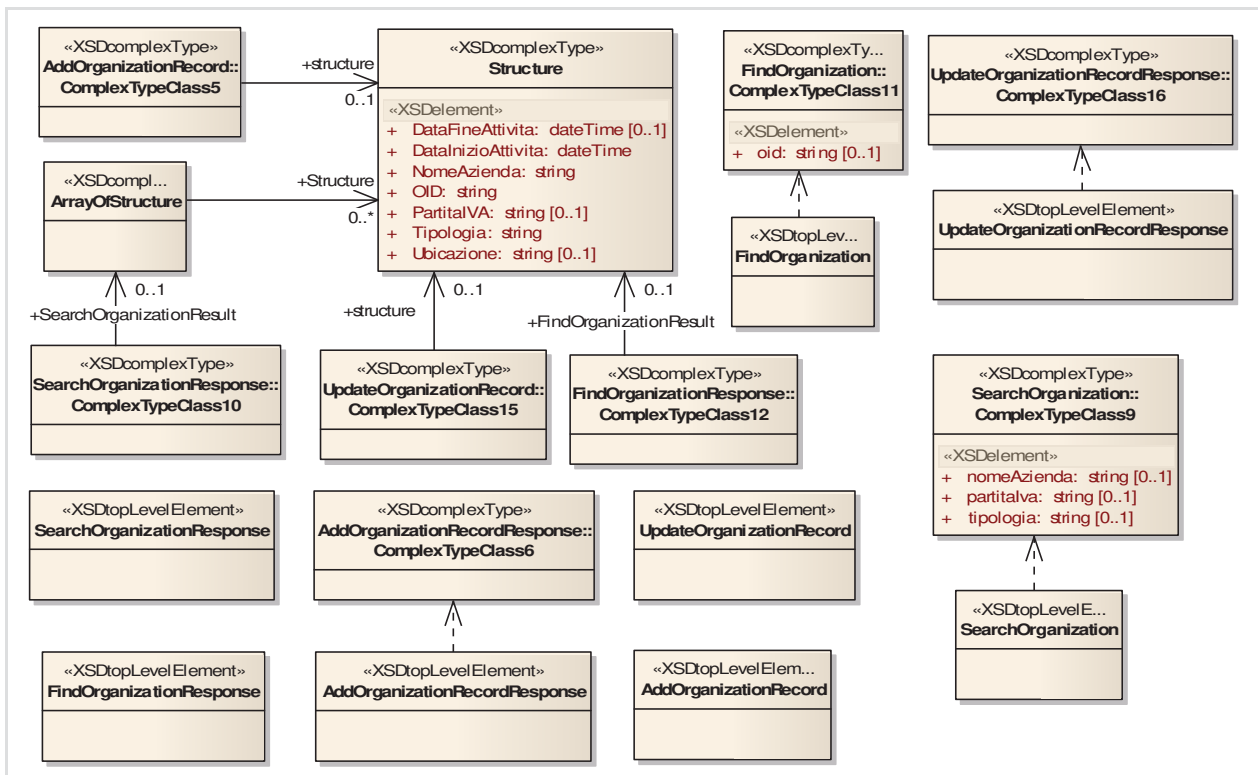 «XSDcomplexType»
AddOrganizationRecord::
ComplexTypeClass5
+structure
0..1
«XSDcomplexType»
Structure
«XSDelement»
+ DataFineAttivita: dateTime [0..1]
+ DataInizioAttivita: dateTime
+ NomeAzienda: string
+ OID: string
+ PartitaIVA: string [0..1]
+ Tipologia: string
+ Ubicazione: string [0..1]
«XSDcomplexTy...
FindOrganization::
ComplexTypeClass11
«XSDelement»
+ oid: string [0..1]
«XSDcomplexType»
UpdateOrganizationRecordResponse::
ComplexTypeClass16
«XSDcompl...
ArrayOfStructure
+Structure
0..*
«XSDtopLev...
FindOrganization
«XSDtopLevelElement»
UpdateOrganizationRecordResponse
0..1
+SearchOrganizationResult
0..1
+structure
0..1
+FindOrganizationResult
«XSDcomplexType»
SearchOrganizationResponse::
ComplexTypeClass10
«XSDcomplexType»
UpdateOrganizationRecord::
ComplexTypeClass15
«XSDcomplexType»
FindOrganizationResponse::
ComplexTypeClass12
«XSDcomplexType»
SearchOrganization::
ComplexTypeClass9
«XSDelement»
+ nomeAzienda: string [0..1]
+ partitaIva: string [0..1]
+ tipologia: string [0..1]
«XSDtopLevelElement»
SearchOrganizationResponse
«XSDcomplexType»
AddOrganizationRecordResponse::
ComplexTypeClass6
«XSDtopLevelElement»
UpdateOrganizationRecord
«XSDtopLevelE...
SearchOrganization
«XSDtopLevelElement»
FindOrganizationResponse
«XSDtopLevelElement»
AddOrganizationRecordResponse
«XSDtopLevelElem...
AddOrganizationRecord